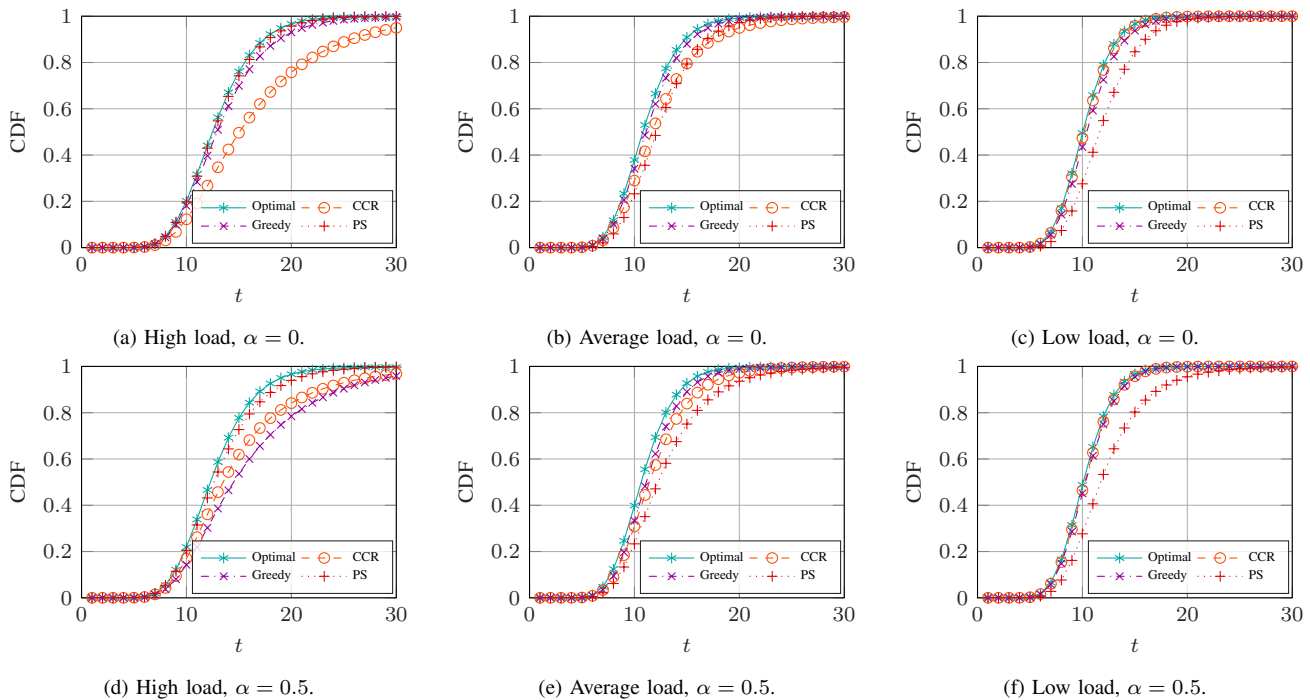 1
0.8
0.6
0.4
0.2
0
CDF
0 10 20 30
t
Optimal CCR
Greedy PS
(a) High load, α = 0.
1
0.8
0.6
0.4
0.2
0
CDF
0 10 20 30
t
Optimal CCR
Greedy PS
(b) Average load, α = 0.
1
0.8
0.6
0.4
0.2
0
CDF
0 10 20 30
t
Optimal CCR
Greedy PS
(c) Low load, α = 0.
1
0.8
0.6
0.4
0.2
0
CDF
0 10 20 30
t
Optimal CCR
Greedy PS
(d) High load, α = 0.5.
1
0.8
0.6
0.4
0.2
0
CDF
0 10 20 30
t
Optimal CCR
Greedy PS
(e) Average load, α = 0.5.
1
0.8
0.6
0.4
0.2
0
CDF
0 10 20 30
t
Optimal CCR
Greedy PS
(f) Low load, α = 0.5.